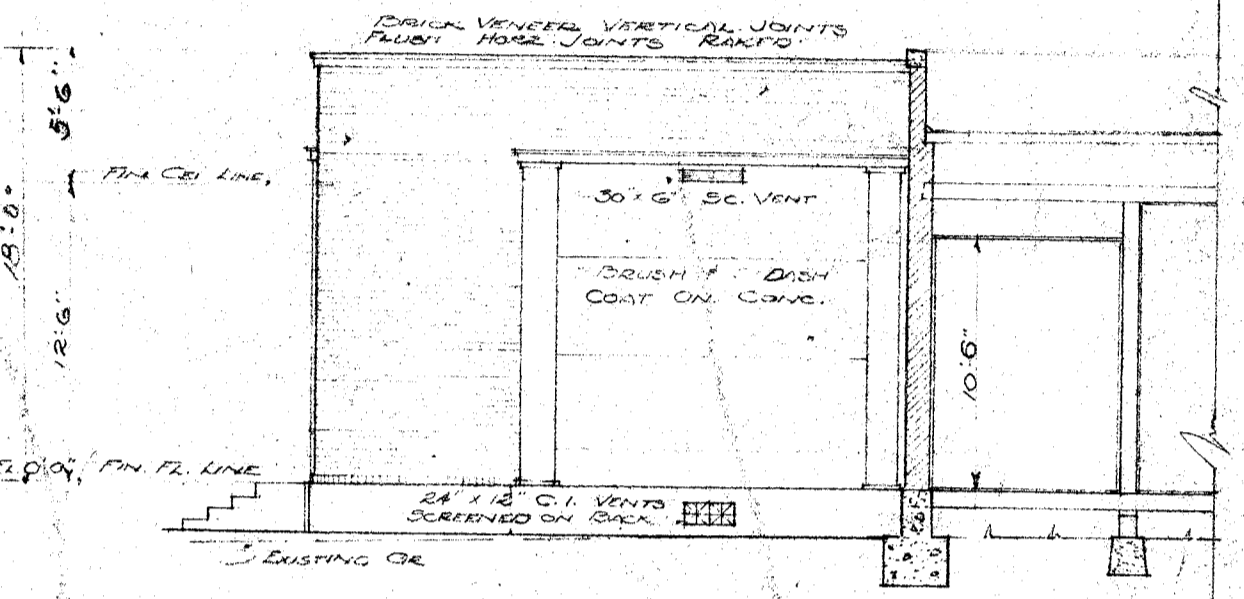 BRICK VENEER VERTICAL JOINTS
FLUSH HORZ. JOINTS RAKED.
5'-6"
18'-0"
FIN. CEI LINE,
30" x 6" SC. VENT
BRUSH & DASH
COAT ON. CONC.
12'-6"
10'-6"
FIN. FL. LINE
24" x 12" C.I. VENTS
SCREENED ON BACK
EXISTING GR